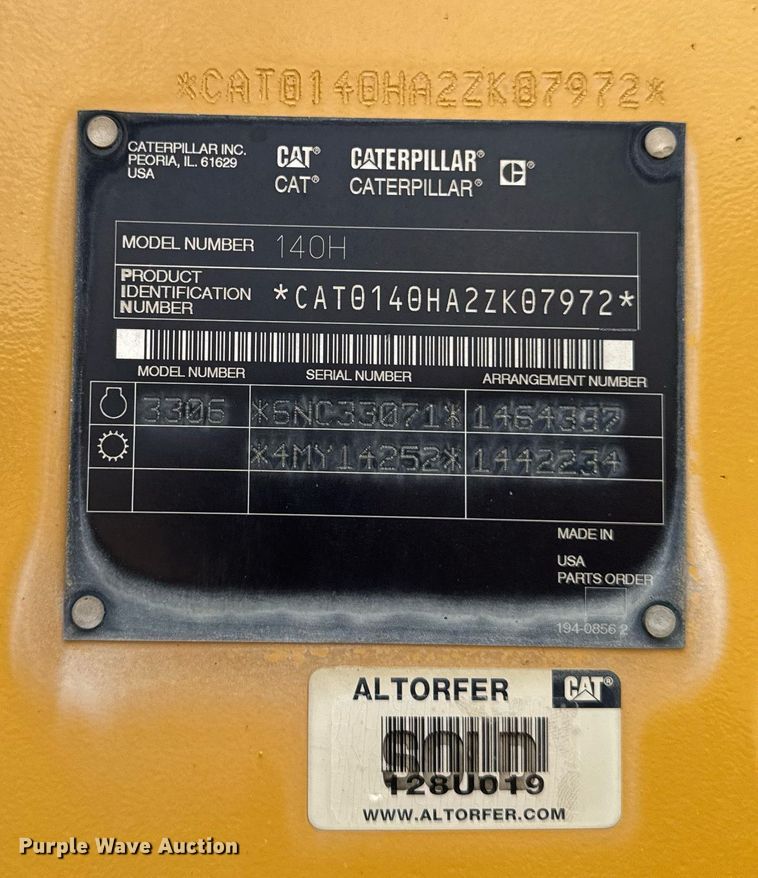 *CAT0140HA2ZK07972*
CATERPILLAR INC.
PEORIA, IL. 61629
USA
CAT® CATERPILLAR® C®
CAT® CATERPILLAR®
MODEL NUMBER 140H
PRODUCT
IDENTIFICATION
NUMBER
*CAT0140HA2ZK07972*
MODEL NUMBER SERIAL NUMBER ARRANGEMENT NUMBER
3306 *6NC33071* 1464337
*4MY14252* 1442234
MADE IN
USA
PARTS ORDER
194-0856 2
ALTORFER CAT®
SOLD
128U019
WWW.ALTORFER.COM
Purple Wave Auction